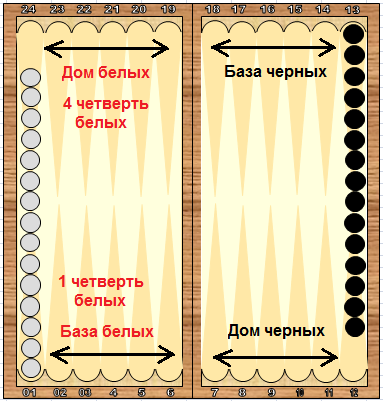 24 23 22 21 20 19 18 17 16 15 14 13
Дом белых
База черных
4 четверть
белых
1 четверть
белых
База белых
Дом черных
01 02 03 4 5 6 7 8 9 10 11 12